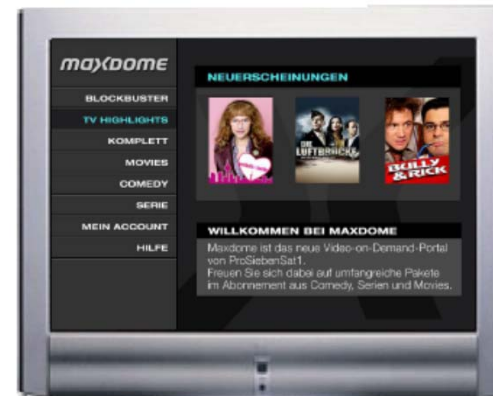 maxdome
BLOCKBUSTER
TV HIGHLIGHTS
KOMPLETT
MOVIES
COMEDY
SERIE
MEIN ACCOUNT
HILFE
NEUERSCHEINUNGEN
DIE
LUFTBRÜCKE
BULLY
& RICK
WILLKOMMEN BEI MAXDOME
Maxdome ist das neue Video-on-Demand-Portal
von ProSiebenSat1.
Freuen Sie sich dabei auf umfangreiche Pakete
im Abonnement aus Comedy, Serien und Movies.